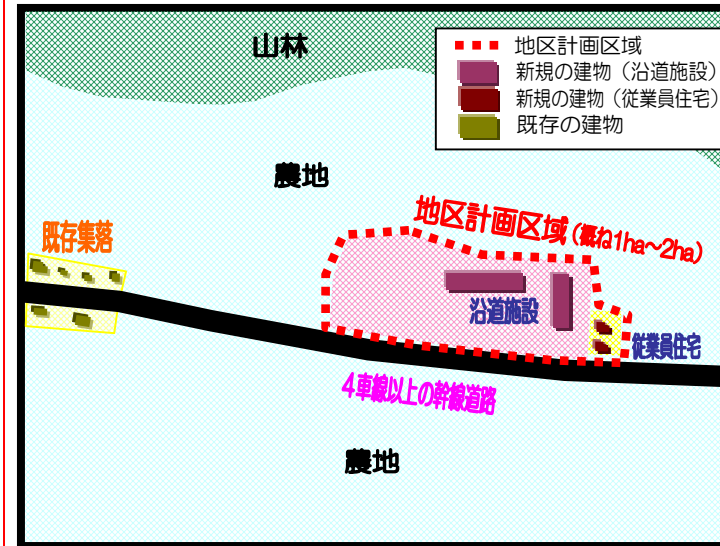 山林
地区計画区域
新規の建物（沿道施設）
新規の建物（従業員住宅）
既存の建物
農地
地区計画区域（概ね1ha～2ha）
既存集落
沿道施設
従業員住宅
４車線以上の幹線道路
農地